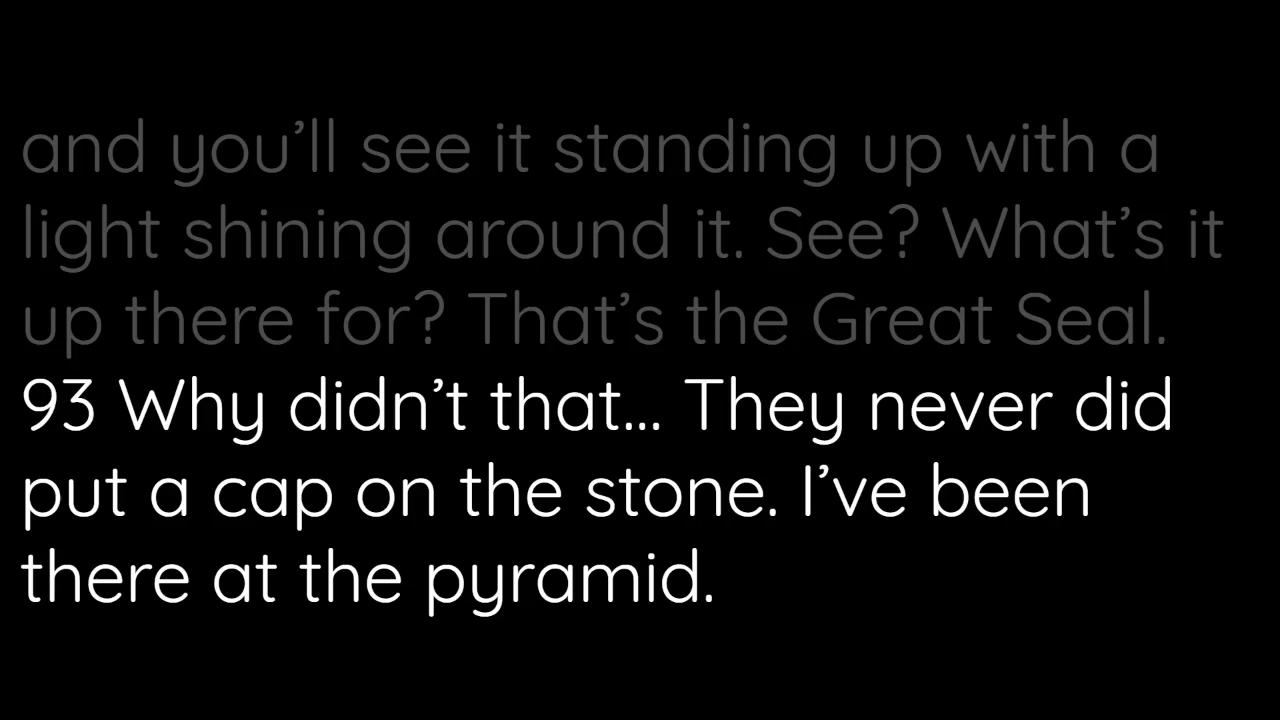 and you’ll see it standing up with a
light shining around it. See? What’s it
up there for? That’s the Great Seal.
93 Why didn’t that... They never did
put a cap on the stone. I’ve been
there at the pyramid.